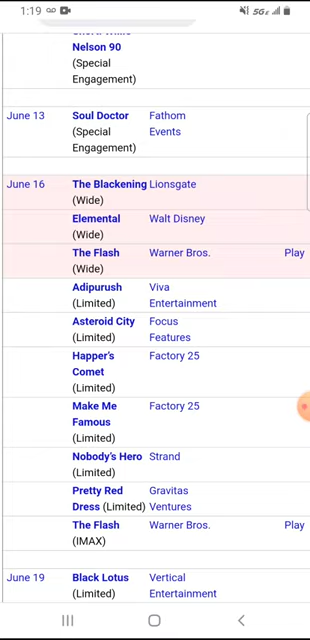 1:19 5GE
Nelson 90
(Special
Engagement)
June 13 Soul Doctor Fathom
(Special Events
Engagement)
June 16 The Blackening Lionsgate
(Wide)
Elemental Walt Disney
(Wide)
The Flash Warner Bros. Play
(Wide)
Adipurush Viva
(Limited) Entertainment
Asteroid City Focus
(Limited) Features
Happer's Factory 25
Comet
(Limited)
Make Me Factory 25
Famous
(Limited)
Nobody's Hero Strand
(Limited)
Pretty Red Gravitas
Dress (Limited) Ventures
The Flash Warner Bros. Play
(IMAX)
June 19 Black Lotus Vertical
(Limited) Entertainment